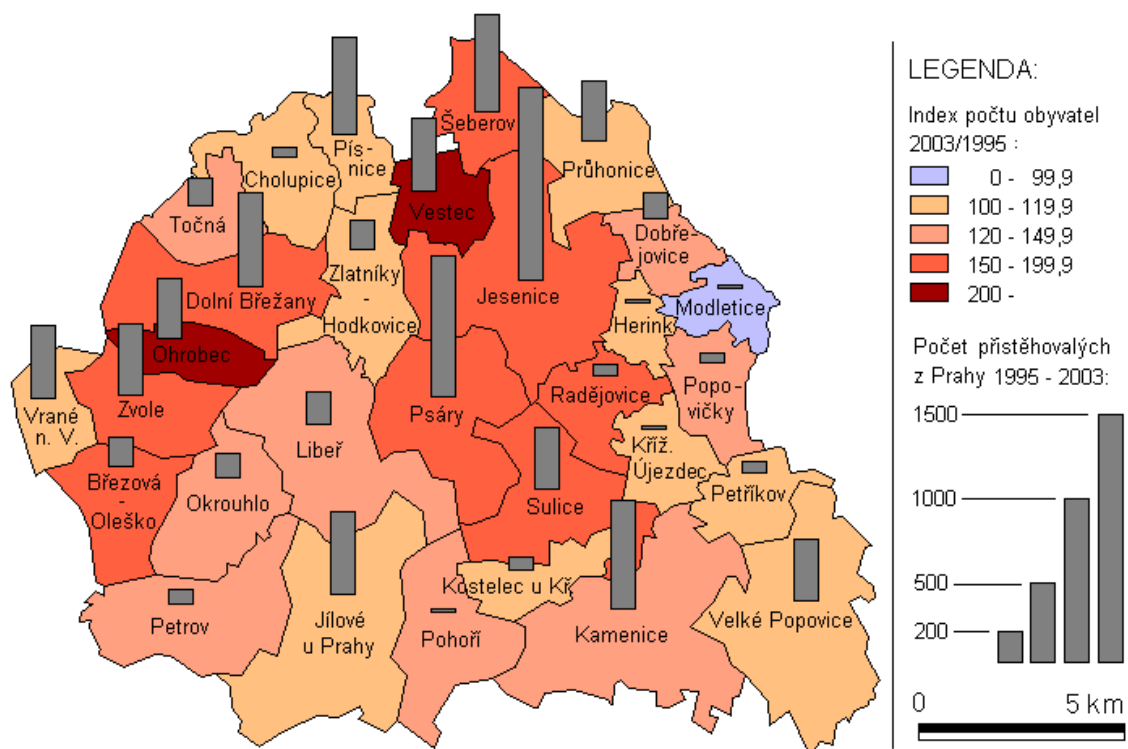 Šeberov
Pís-
nice
Cholupice
Průhonice
Vestec
Točná
Dobře-
jovice
Zlatníky
-
Hodkovice
Dolní Břežany
Jesenice
Modletice
Herink
Ohrobec
Vrané
n. V.
Zvole
Psáry
Radějovice
Popo-
vičky
Libeř
Kříž.
Újezdec
Březová
-
Oleško
Okrouhlo
Sulice
Petříkov
Kostelec u Kř.
Petrov
Jílové
u Prahy
Pohoří
Kamenice
Velké Popovice
LEGENDA:
Index počtu obyvatel
2003/1995 :
0 - 99,9
100 - 119,9
120 - 149,9
150 - 199,9
200 -
Počet přistěhovalých
z Prahy 1995 - 2003:
1500
1000
500
200
0 5 km